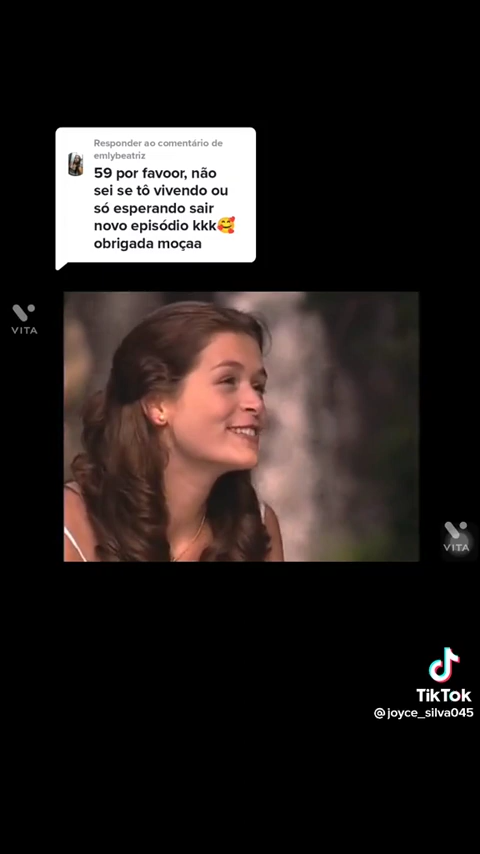 Responder ao comentário de
emlybeatriz
59 por favoor, não
sei se tô vivendo ou
só esperando sair
novo episódio kkk🥰
obrigada moçaa
VITA
VITA
TikTok
@joyce_silva045